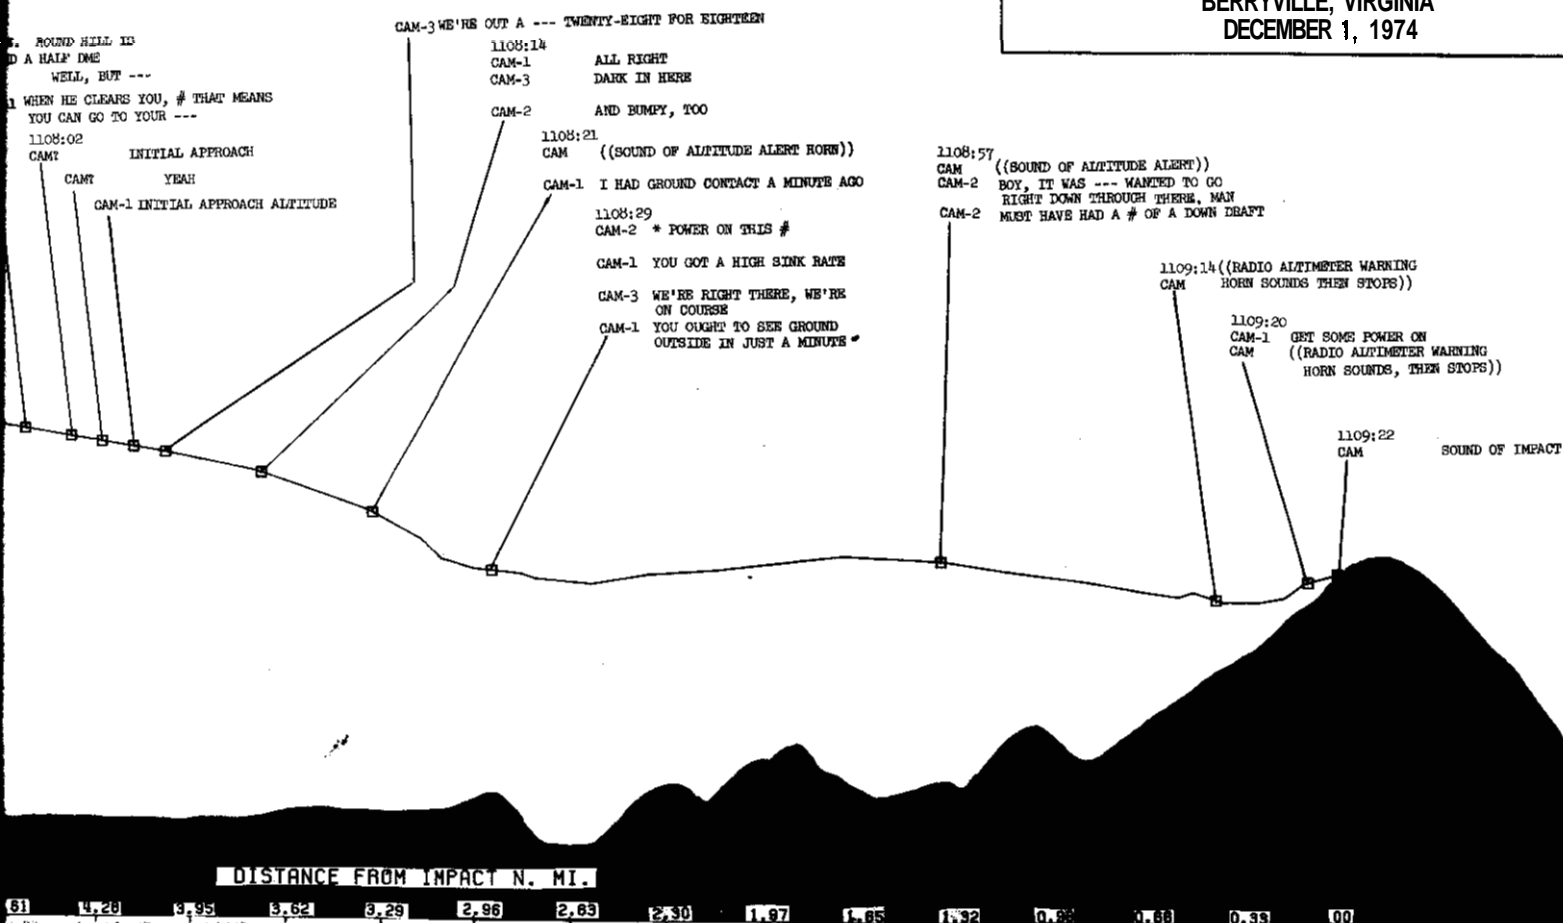 BERRYVILLE, VIRGINIA
DECEMBER 1, 1974
ROUND HILL IS
D A HALF DME
WELL, BUT ---
WHEN HE CLEARS YOU, # THAT MEANS
YOU CAN GO TO YOUR ---
1108:02
CAM? INITIAL APPROACH
CAM? YEAH
CAM-1 INITIAL APPROACH ALTITUDE
CAM-3 WE'RE OUT A --- TWENTY-EIGHT FOR EIGHTEEN
1108:14
CAM-1 ALL RIGHT
CAM-3 DARK IN HERE
CAM-2 AND BUMPY, TOO
1108:21
CAM ((SOUND OF ALTITUDE ALERT HORN))
CAM-1 I HAD GROUND CONTACT A MINUTE AGO
1108:29
CAM-2 * POWER ON THIS #
CAM-1 YOU GOT A HIGH SINK RATE
CAM-3 WE'RE RIGHT THERE, WE'RE
ON COURSE
CAM-1 YOU OUGHT TO SEE GROUND
OUTSIDE IN JUST A MINUTE
1108:57
CAM ((SOUND OF ALTITUDE ALERT))
CAM-2 BOY, IT WAS --- WANTED TO GO
RIGHT DOWN THROUGH THERE, MAN
CAM-2 MUST HAVE HAD A # OF A DOWN DRAFT
1109:14 ((RADIO ALTIMETER WARNING
CAM HORN SOUNDS THEN STOPS))
1109:20
CAM-1 GET SOME POWER ON
CAM ((RADIO ALTIMETER WARNING
HORN SOUNDS, THEN STOPS))
1109:22
CAM SOUND OF IMPACT
DISTANCE FROM IMPACT N. MI.
61 4.28 3.95 3.62 3.29 2.96 2.63 2.30 1.97 1.65 1.32 0.98 0.66 0.33 00